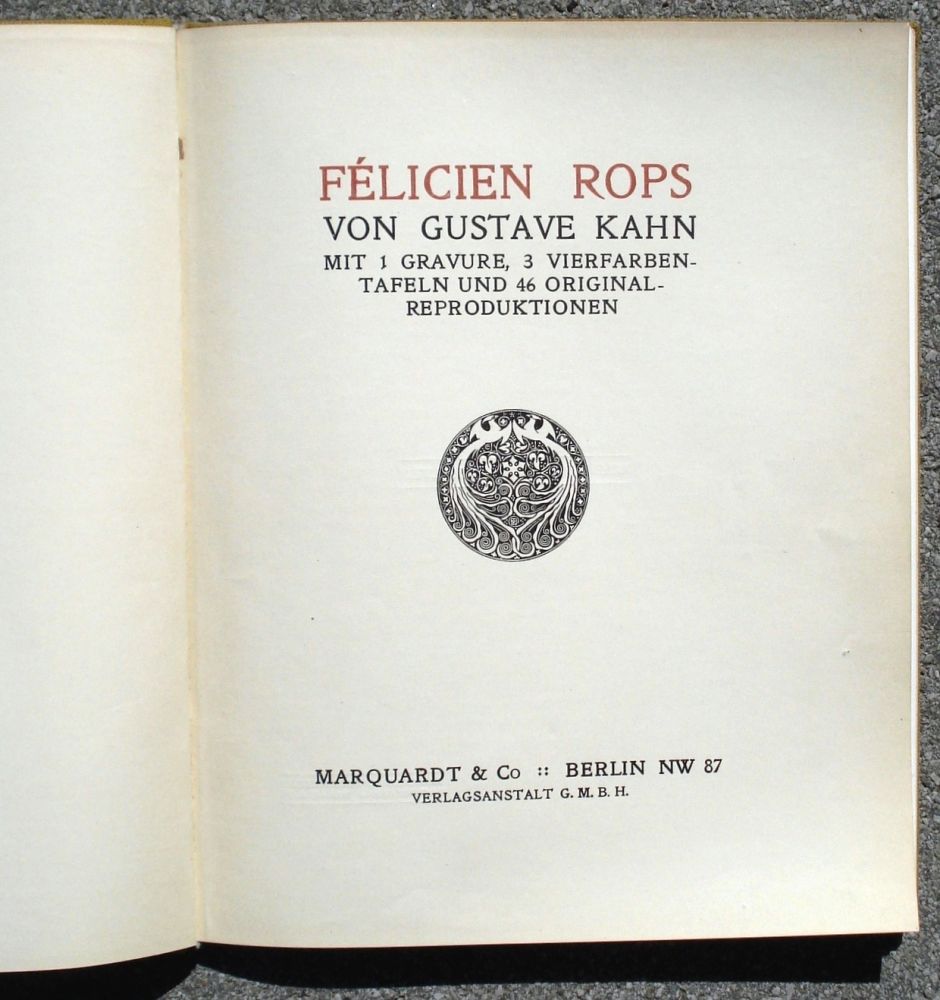 FÉLICIEN ROPS
VON GUSTAVE KAHN
MIT 1 GRAVURE, 3 VIERFARBEN-
TAFELN UND 46 ORIGINAL-
REPRODUKTIONEN
MARQUARDT & Co :: BERLIN NW 87
VERLAGSANSTALT G. M. B. H.